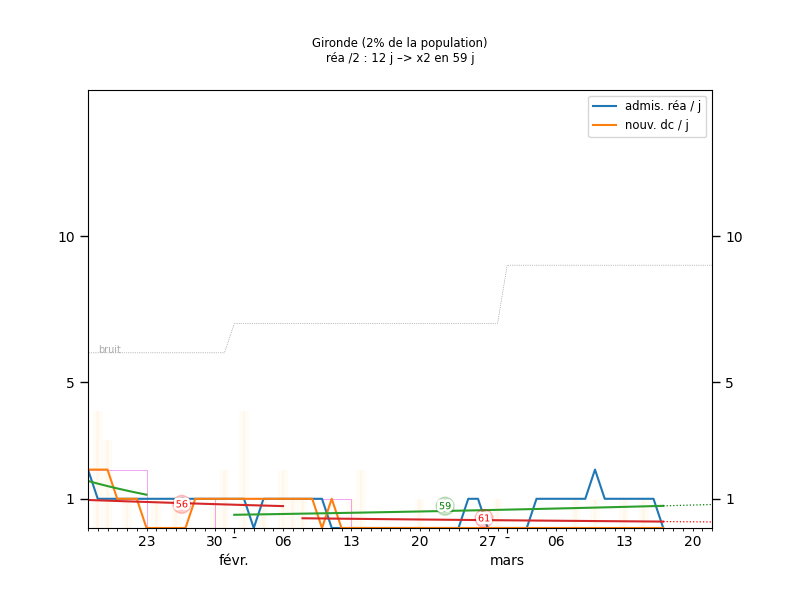 Gironde (2% de la population)
réa /2 : 12 j –> x2 en 59 j
admis. réa / j
nouv. dc / j
10
10
bruit
5
5
56
59
61
1
1
23
30
-
06
13
20
27
-
06
13
20
févr.
mars